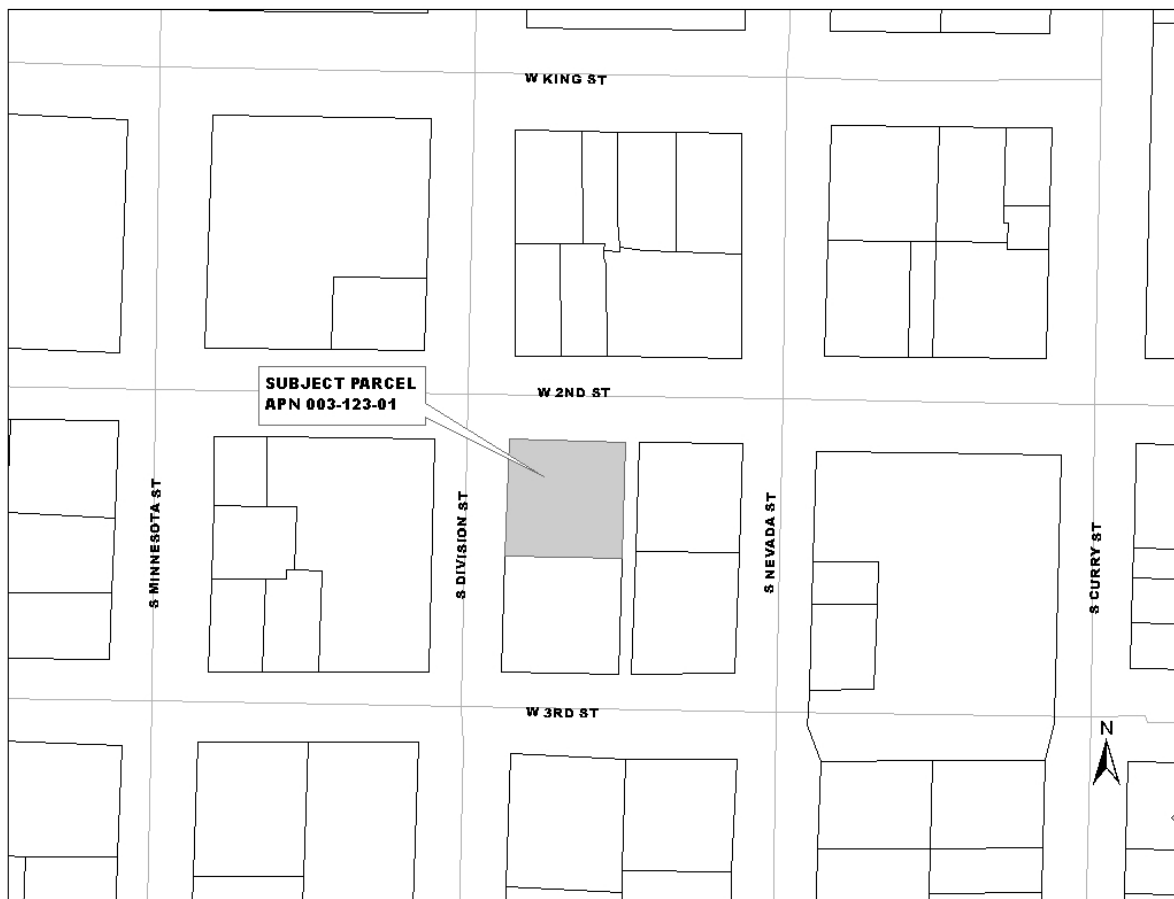 W KING ST
W 2ND ST
SUBJECT PARCEL
APN 003-123-01
S MINNESOTA ST
S DIVISION ST
S NEVADA ST
S CURRY ST
W 3RD ST
N